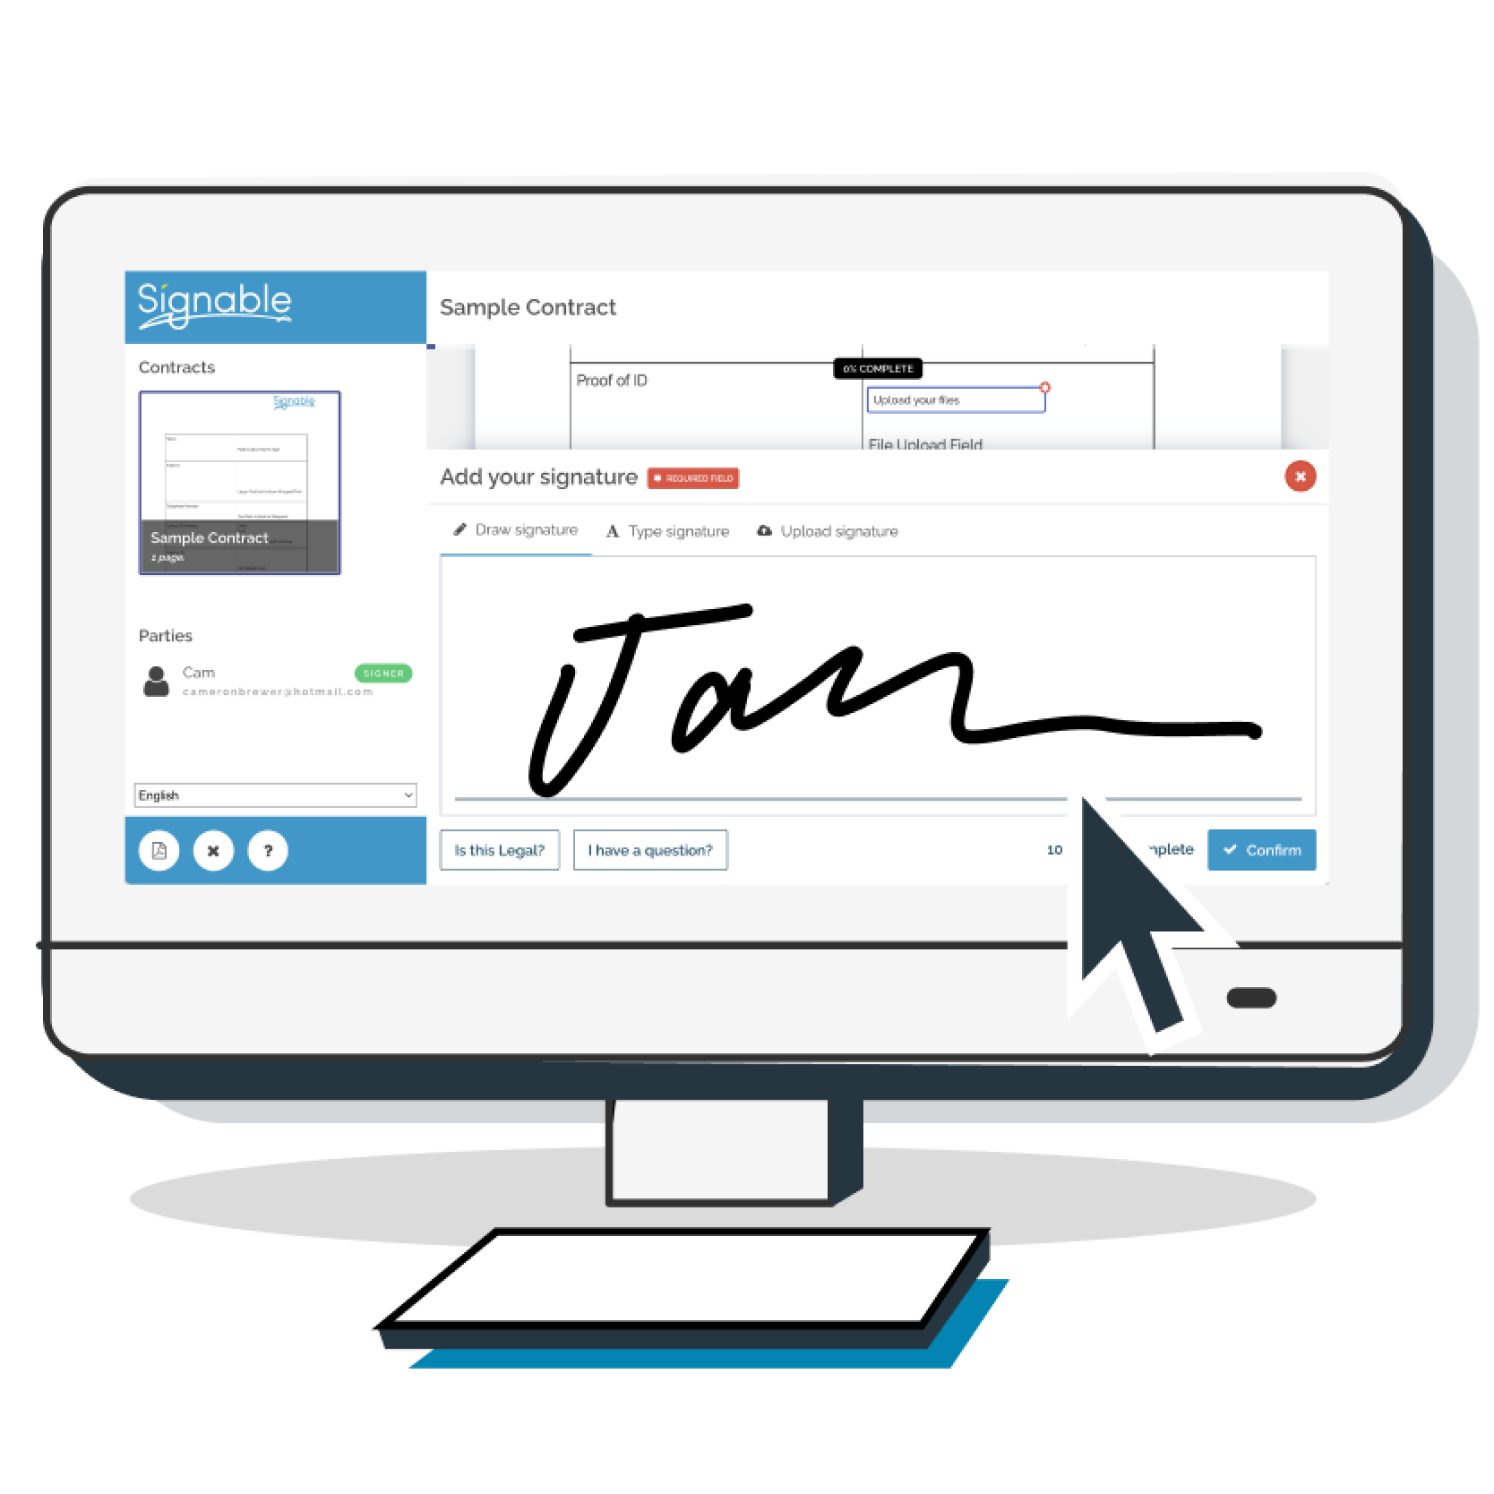 Signable
Sample Contract
Contracts
Signable
Sample Contract
1 page.
Parties
Cam
SIGNER
cameronbrewer@hotmail.com
English
?
Proof of ID
0% COMPLETE
Upload your files
File Upload Field
Add your signature
REQUIRED FIELD
Draw signature
A Type signature
Upload signature
Is this Legal?
I have a question?
10
mplete
Confirm